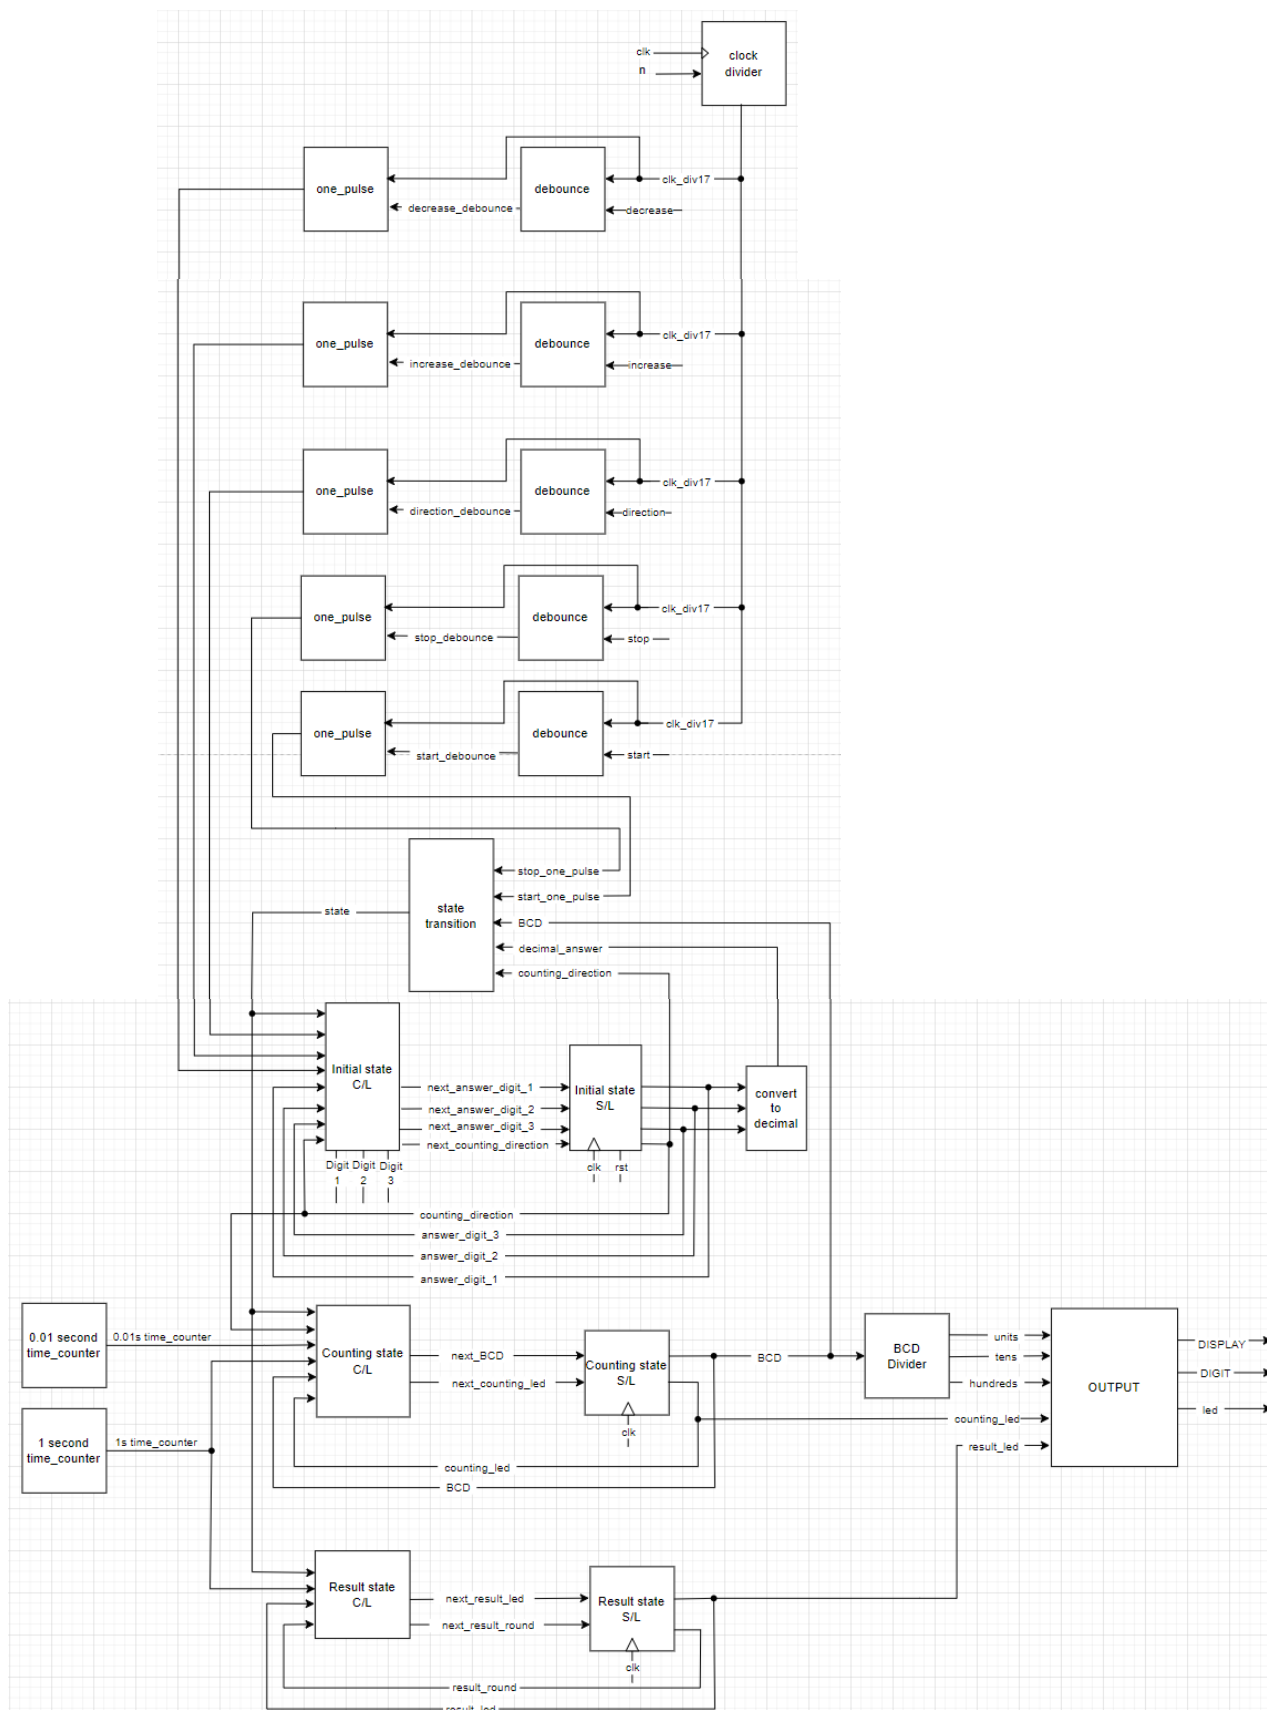 clk
n
clock
divider
one_pulse
debounce
clk_div17
decrease_debounce
decrease
one_pulse
debounce
clk_div17
increase_debounce
increase
one_pulse
debounce
clk_div17
direction_debounce
direction
one_pulse
debounce
clk_div17
stop_debounce
stop
one_pulse
debounce
clk_div17
start_debounce
start
state
transition
stop_one_pulse
start_one_pulse
BCD
decimal_answer
counting_direction
state
Initial state
C/L
next_answer_digit_1
next_answer_digit_2
next_answer_digit_3
next_counting_direction
Initial state
S/L
clk
rst
convert
to
decimal
Digit
1
Digit
2
Digit
3
counting_direction
answer_digit_3
answer_digit_2
answer_digit_1
0.01 second
time_counter
0.01s time_counter
1 second
time_counter
1s time_counter
Counting state
C/L
next_BCD
next_counting_led
Counting state
S/L
clk
BCD
BCD
Divider
units
tens
hundreds
counting_led
result_led
OUTPUT
DISPLAY
DIGIT
led
counting_led
BCD
Result state
C/L
next_result_led
next_result_round
Result state
S/L
clk
result_round
result_led